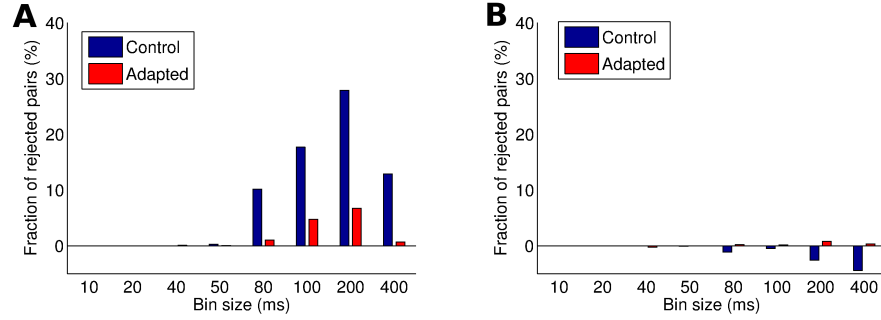 A
Fraction of rejected pairs (%)
40
30
20
10
0
Control
Adapted
10 20 40 50 80 100 200 400
Bin size (ms)
B
Fraction of rejected pairs (%)
40
30
20
10
0
Control
Adapted
10 20 40 50 80 100 200 400
Bin size (ms)